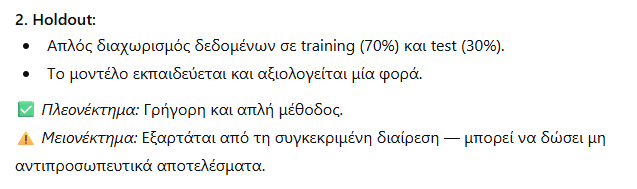 2. Holdout:
• Απλός διαχωρισμός δεδομένων σε training (70%) και test (30%).
• Το μοντέλο εκπαιδεύεται και αξιολογείται μία φορά.
✅ Πλεονέκτημα: Γρήγορη και απλή μέθοδος.
⚠️ Μειονέκτημα: Εξαρτάται από τη συγκεκριμένη διαίρεση — μπορεί να δώσει μη
αντιπροσωπευτικά αποτελέσματα.